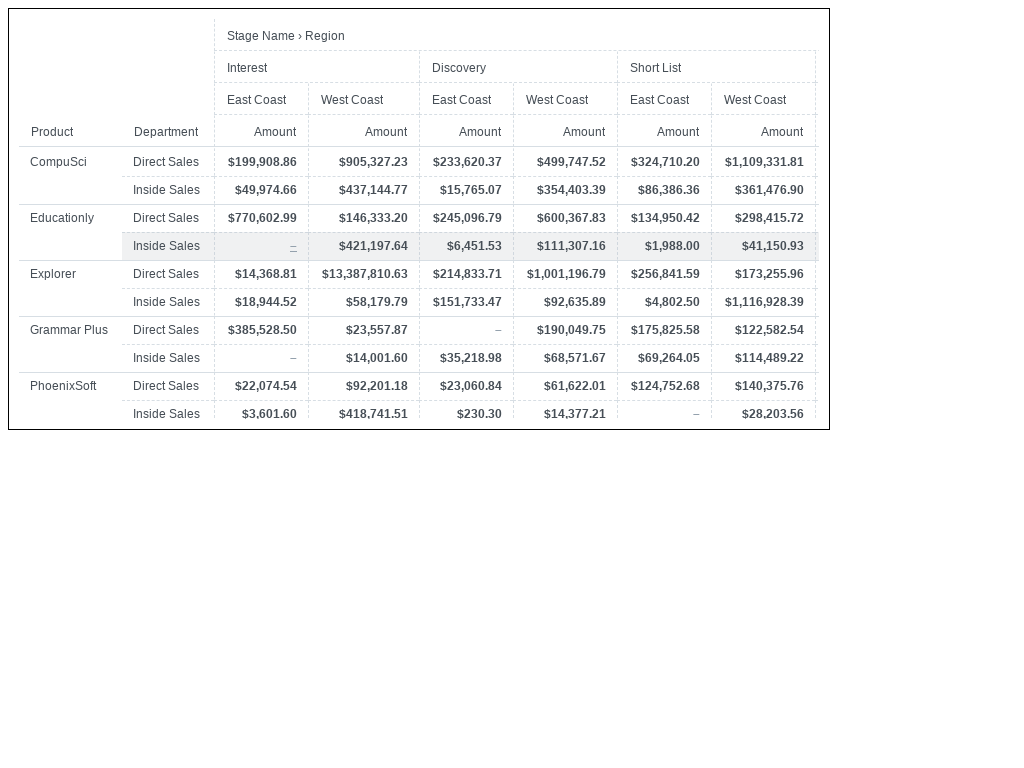 Stage Name › Region
Interest Discovery Short List
East Coast West Coast East Coast West Coast East Coast West Coast
Product Department Amount Amount Amount Amount Amount Amount
CompuSci Direct Sales $199,908.86 $905,327.23 $233,620.37 $499,747.52 $324,710.20 $1,109,331.81
Inside Sales $49,974.66 $437,144.77 $15,765.07 $354,403.39 $86,386.36 $361,476.90
Educationly Direct Sales $770,602.99 $146,333.20 $245,096.79 $600,367.83 $134,950.42 $298,415.72
Inside Sales – $421,197.64 $6,451.53 $111,307.16 $1,988.00 $41,150.93
Explorer Direct Sales $14,368.81 $13,387,810.63 $214,833.71 $1,001,196.79 $256,841.59 $173,255.96
Inside Sales $18,944.52 $58,179.79 $151,733.47 $92,635.89 $4,802.50 $1,116,928.39
Grammar Plus Direct Sales $385,528.50 $23,557.87 – $190,049.75 $175,825.58 $122,582.54
Inside Sales – $14,001.60 $35,218.98 $68,571.67 $69,264.05 $114,489.22
PhoenixSoft Direct Sales $22,074.54 $92,201.18 $23,060.84 $61,622.01 $124,752.68 $140,375.76
Inside Sales $3,601.60 $418,741.51 $230.30 $14,377.21 – $28,203.56